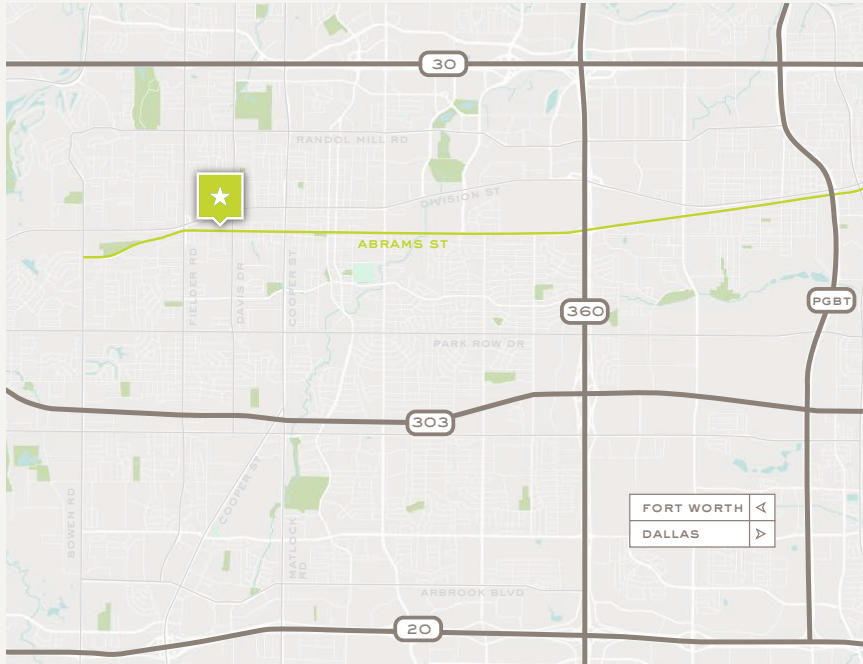 30
RANDOL MILL RD
DIVISION ST
ABRAMS ST
FIELDER RD
DAVIS DR
COOPER ST
PGBT
360
PARK ROW DR
303
COOPER ST
BOWEN RD
MATLOCK
RD
FORT WORTH
DALLAS
ARBROOK BLVD
20